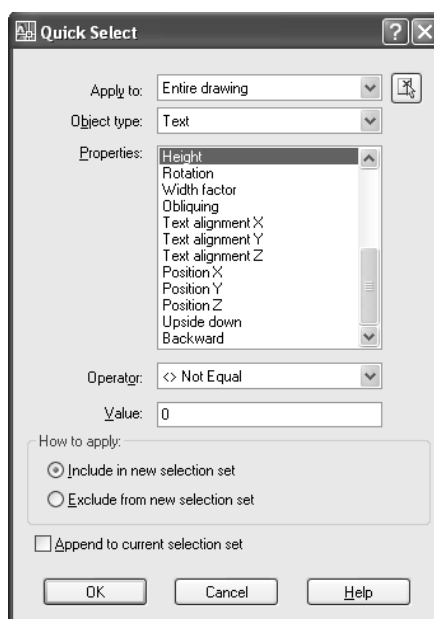 Quick Select
Apply to: Entire drawing
Object type: Text
Properties: Height
Rotation
Width factor
Obliquing
Text alignment X
Text alignment Y
Text alignment Z
Position X
Position Y
Position Z
Upside down
Backward
Operator: <> Not Equal
Value: 0
How to apply:
Include in new selection set
Exclude from new selection set
Append to current selection set
OK Cancel Help